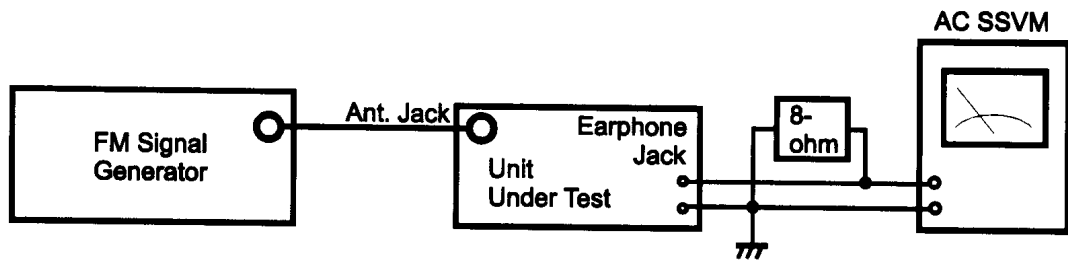 AC SSVM
FM Signal
Generator
Ant. Jack
Earphone
Jack
Unit
Under Test
8-
ohm